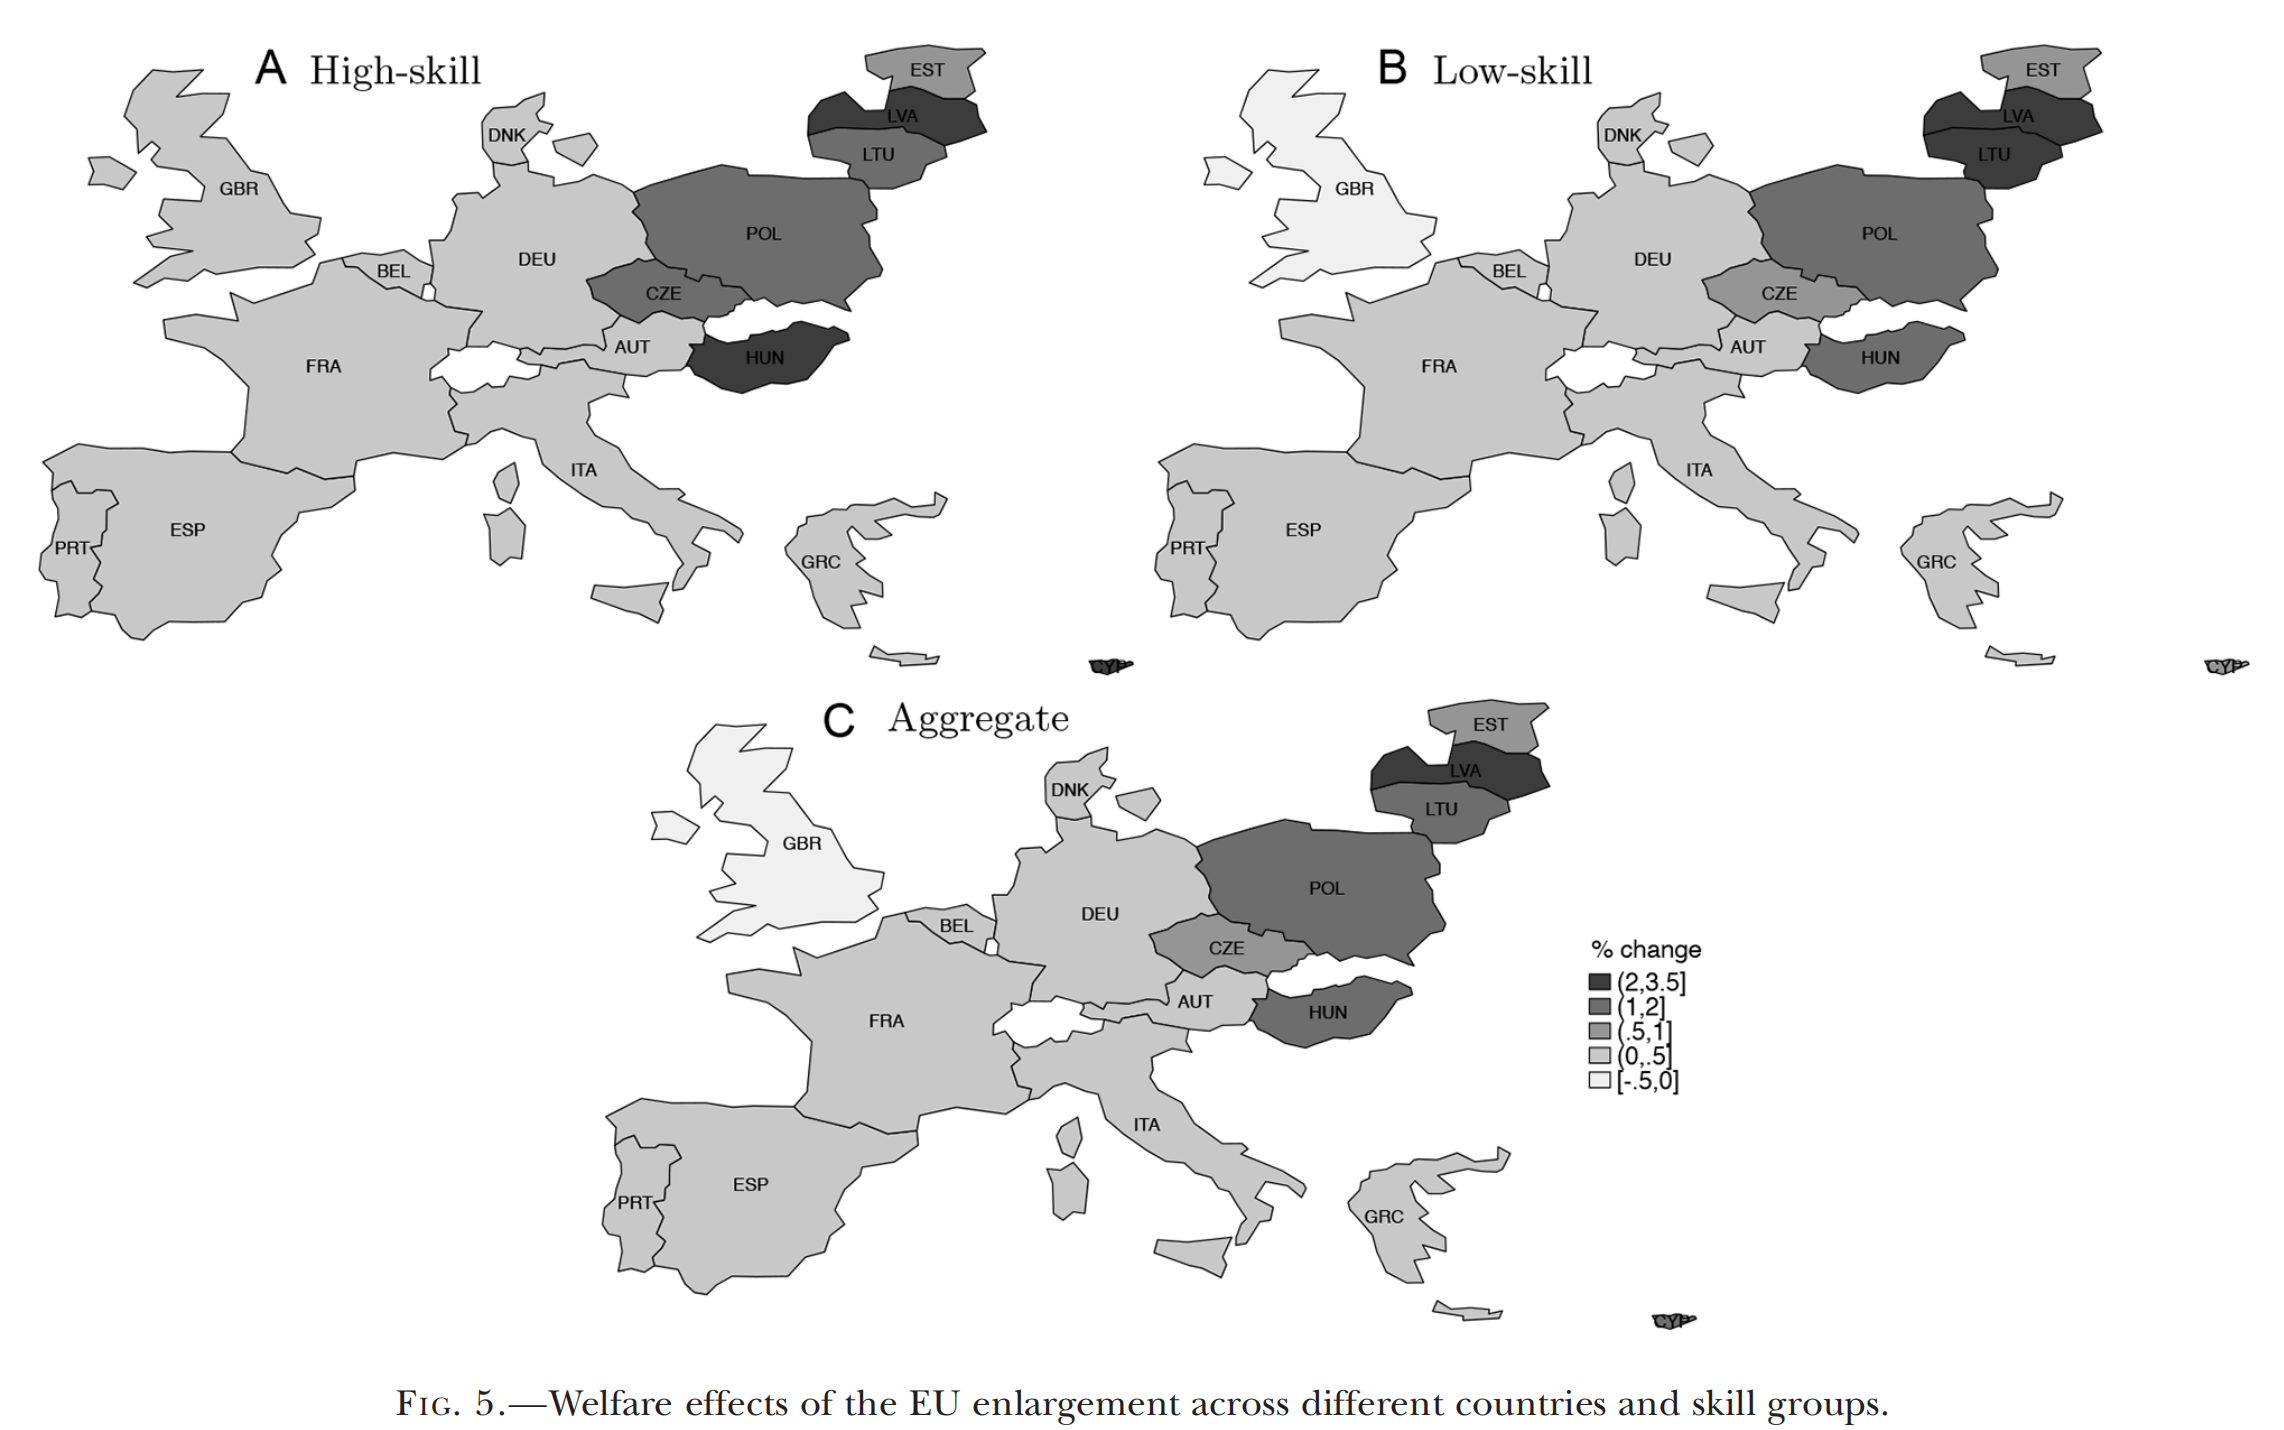 A High-skill
EST
LVA
LTU
DNK
GBR
POL
DEU
BEL
CZE
AUT
HUN
FRA
ITA
ESP
PRT
GRC
CYP
B Low-skill
EST
LVA
LTU
DNK
GBR
POL
DEU
BEL
CZE
AUT
HUN
FRA
ITA
ESP
PRT
GRC
CYP
C Aggregate
EST
LVA
LTU
DNK
GBR
POL
DEU
BEL
CZE
AUT
HUN
FRA
ITA
ESP
PRT
GRC
CYP
% change
(2,3.5]
(1,2]
(.5,1]
(0,.5]
[-.5,0]
FIG. 5.—Welfare effects of the EU enlargement across different countries and skill groups.